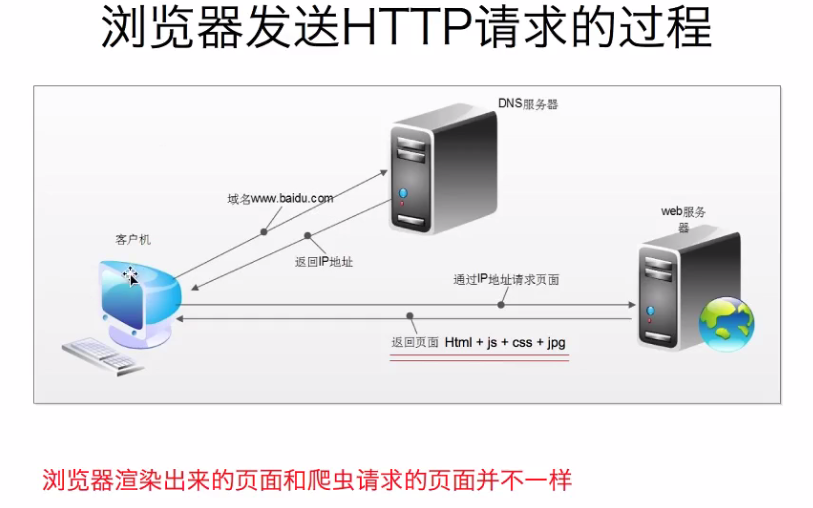 浏览器发送HTTP请求的过程
DNS服务器
域名www.baidu.com
web服务
器
客户机
返回IP地址
通过IP地址请求页面
返回页面 Html + js + css + jpg
浏览器渲染出来的页面和爬虫请求的页面并不一样